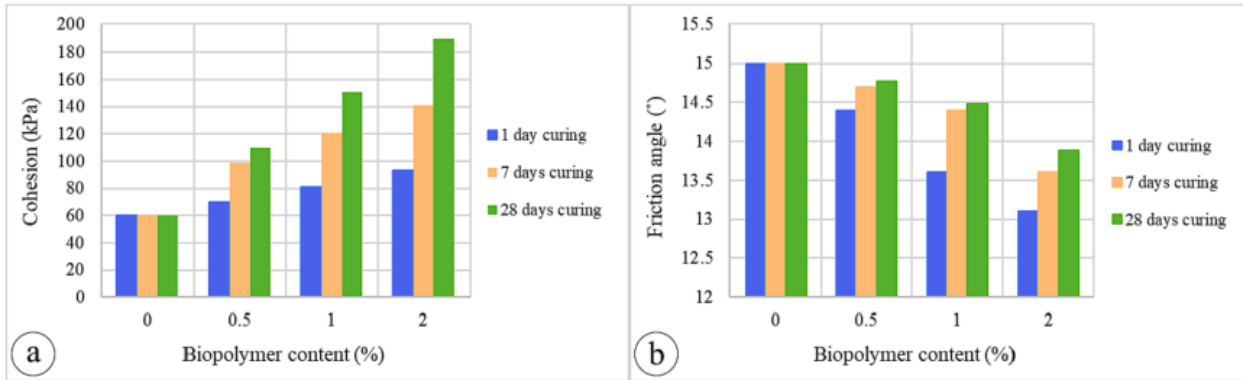 200
180
160
140
120
100
80
60
40
20
0
Cohesion (kPa)
0 0.5 1 2
Biopolymer content (%)
1 day curing
7 days curing
28 days curing
a
15.5
15
14.5
14
13.5
13
12.5
12
Friction angle (˚)
0 0.5 1 2
Biopolymer content (%)
1 day curing
7 days curing
28 days curing
b